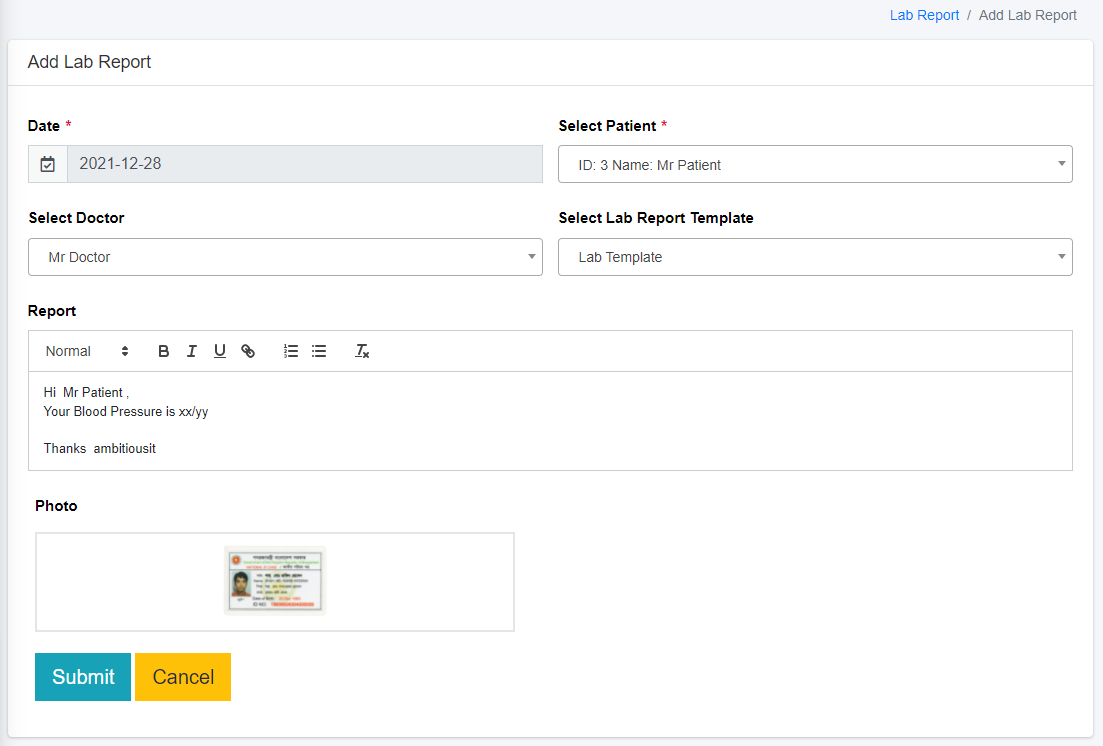 Lab Report / Add Lab Report
Add Lab Report
Date *
Select Patient *
2021-12-28
ID: 3 Name: Mr Patient
Select Doctor
Select Lab Report Template
Mr Doctor
Lab Template
Report
Normal B I U
Hi Mr Patient ,
Your Blood Pressure is xx/yy
Thanks ambitiousit
Photo
Submit Cancel